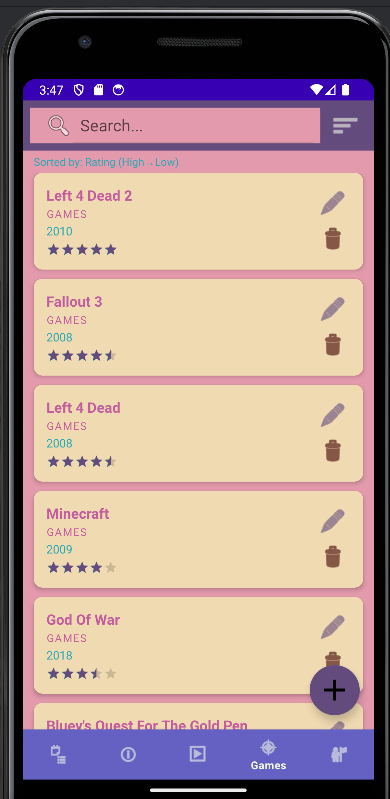 3:47
Search...
Sorted by: Rating (High→Low)
Left 4 Dead 2
GAMES
2010
Fallout 3
GAMES
2008
Left 4 Dead
GAMES
2008
Minecraft
GAMES
2009
God Of War
GAMES
2018
Bluey's Quest For The Gold Pen
Games